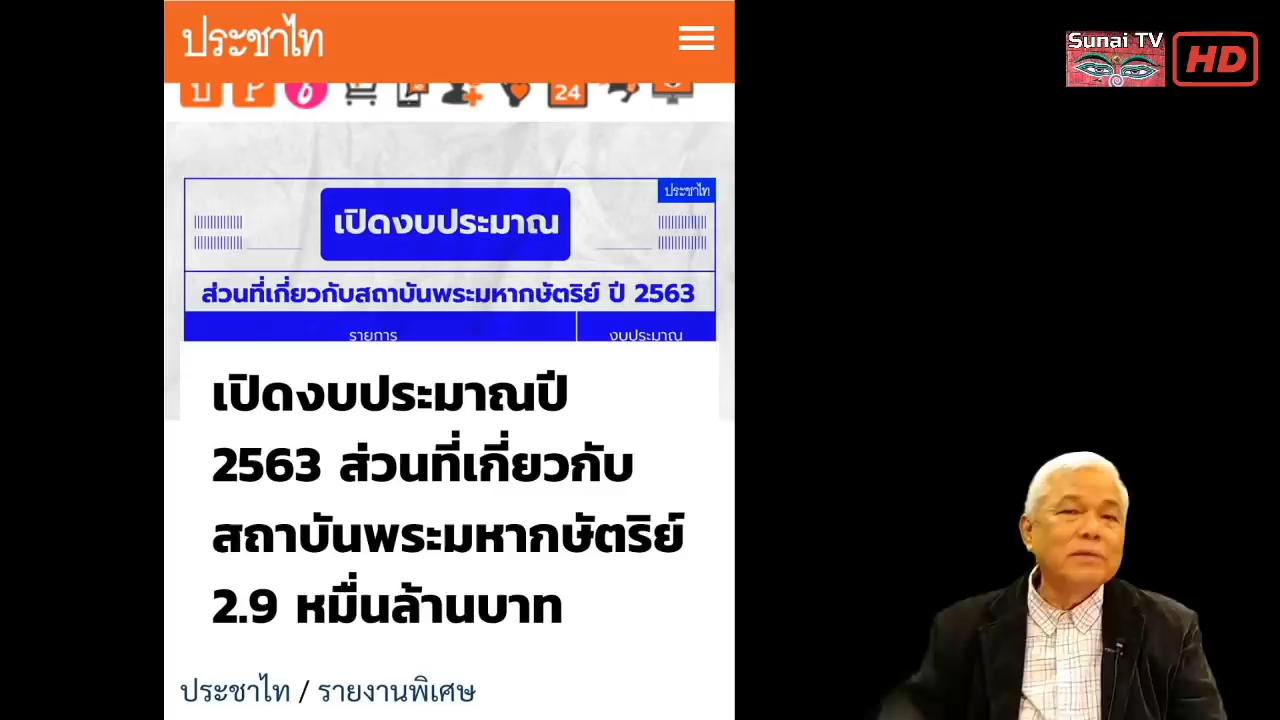 ประชาไท
Sunai TV
HD
24
ประชาไท
เปิดงบประมาณ
ส่วนที่เกี่ยวกับสถาบันพระมหากษัตริย์ ปี 2563
รายการ
งบประมาณ
เปิดงบประมาณปี
2563 ส่วนที่เกี่ยวกับ
สถาบันพระมหากษัตริย์
2.9 หมื่นล้านบาท
ประชาไท / รายงานพิเศษ